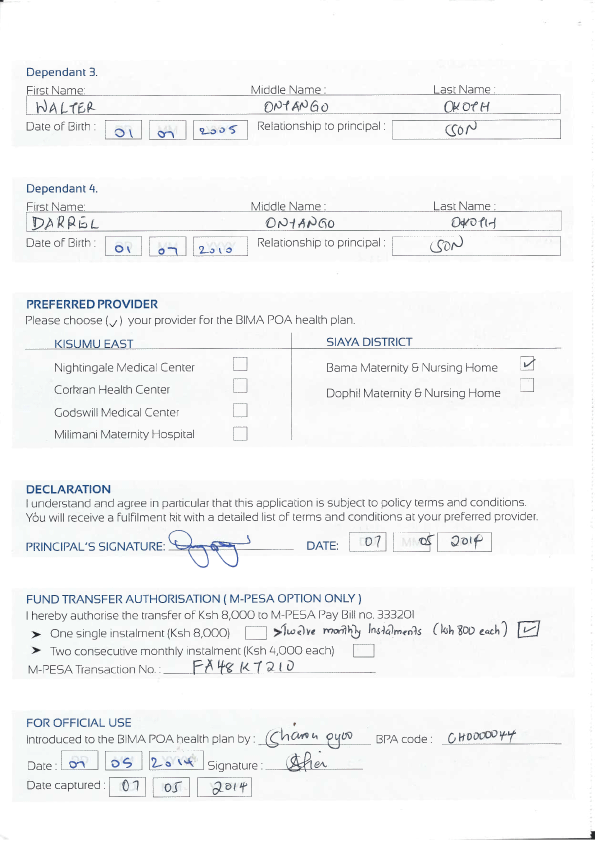 Dependant 3.
First Name: Middle Name : Last Name :
WALTER ONYANGO OKOTH
Date of Birth : 01 07 2005 Relationship to principal : SON
Dependant 4.
First Name: Middle Name : Last Name :
DARREL ONYANGO OKOTH
Date of Birth : 01 07 2010 Relationship to principal : SON
PREFERRED PROVIDER
Please choose (✓) your provider for the BIMA POA health plan.
KISUMU EAST SIAYA DISTRICT
Nightingale Medical Center Bama Maternity & Nursing Home ✓
Corkran Health Center Dophil Maternity & Nursing Home
Godswill Medical Center
Milimani Maternity Hospital
DECLARATION
I understand and agree in particular that this application is subject to policy terms and conditions.
You will receive a fulfilment kit with a detailed list of terms and conditions at your preferred provider.
PRINCIPAL'S SIGNATURE: DATE: 07 05 2014
FUND TRANSFER AUTHORISATION ( M-PESA OPTION ONLY )
I hereby authorise the transfer of Ksh 8,000 to M-PESA Pay Bill no. 333201
➤ One single instalment (Ksh 8,000) >Twelve monthly Instalments (ksh 800 each) ✓
➤ Two consecutive monthly instalment (Ksh 4,000 each)
M-PESA Transaction No. : FX48K7210
FOR OFFICIAL USE
Introduced to the BIMA POA health plan by : Sharon oyoo BPA code : CH0000044
Date : 07 05 2014 Signature :
Date captured : 07 05 2014